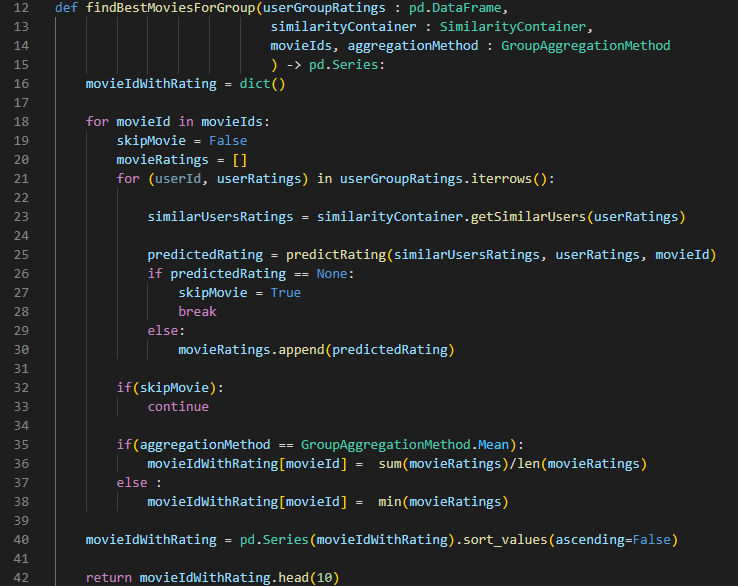 12 def findBestMoviesForGroup(userGroupRatings : pd.DataFrame,
13                             similarityContainer : SimilarityContainer,
14                             movieIds, aggregationMethod : GroupAggregationMethod
15                             ) -> pd.Series:
16     movieIdWithRating = dict()
17
18     for movieId in movieIds:
19         skipMovie = False
20         movieRatings = []
21         for (userId, userRatings) in userGroupRatings.iterrows():
22
23             similarUsersRatings = similarityContainer.getSimilarUsers(userRatings)
24
25             predictedRating = predictRating(similarUsersRatings, userRatings, movieId)
26             if predictedRating == None:
27                 skipMovie = True
28                 break
29             else:
30                 movieRatings.append(predictedRating)
31
32         if(skipMovie):
33             continue
34
35         if(aggregationMethod == GroupAggregationMethod.Mean):
36             movieIdWithRating[movieId] =  sum(movieRatings)/len(movieRatings)
37         else :
38             movieIdWithRating[movieId] =  min(movieRatings)
39
40     movieIdWithRating = pd.Series(movieIdWithRating).sort_values(ascending=False)
41
42     return movieIdWithRating.head(10)